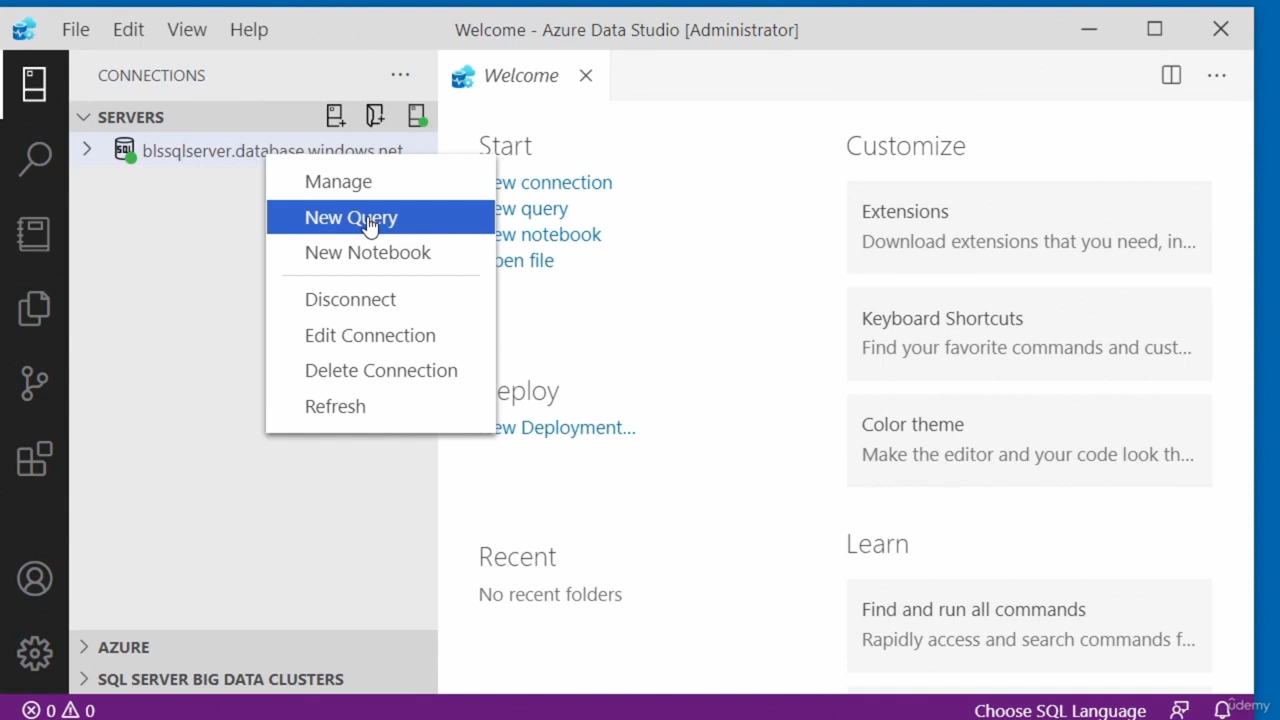 File Edit View Help
Welcome - Azure Data Studio [Administrator]
CONNECTIONS
Welcome
SERVERS
SQL
blssqlserver.database.windows.net
Manage
New Query
New Notebook
Disconnect
Edit Connection
Delete Connection
Refresh
Start
ew connection
ew query
ew notebook
pen file
eploy
ew Deployment...
Recent
No recent folders
Customize
Extensions
Download extensions that you need, in...
Keyboard Shortcuts
Find your favorite commands and cust...
Color theme
Make the editor and your code look th...
Learn
Find and run all commands
Rapidly access and search commands f...
AZURE
SQL SERVER BIG DATA CLUSTERS
0 0
Choose SQL Language
udemy